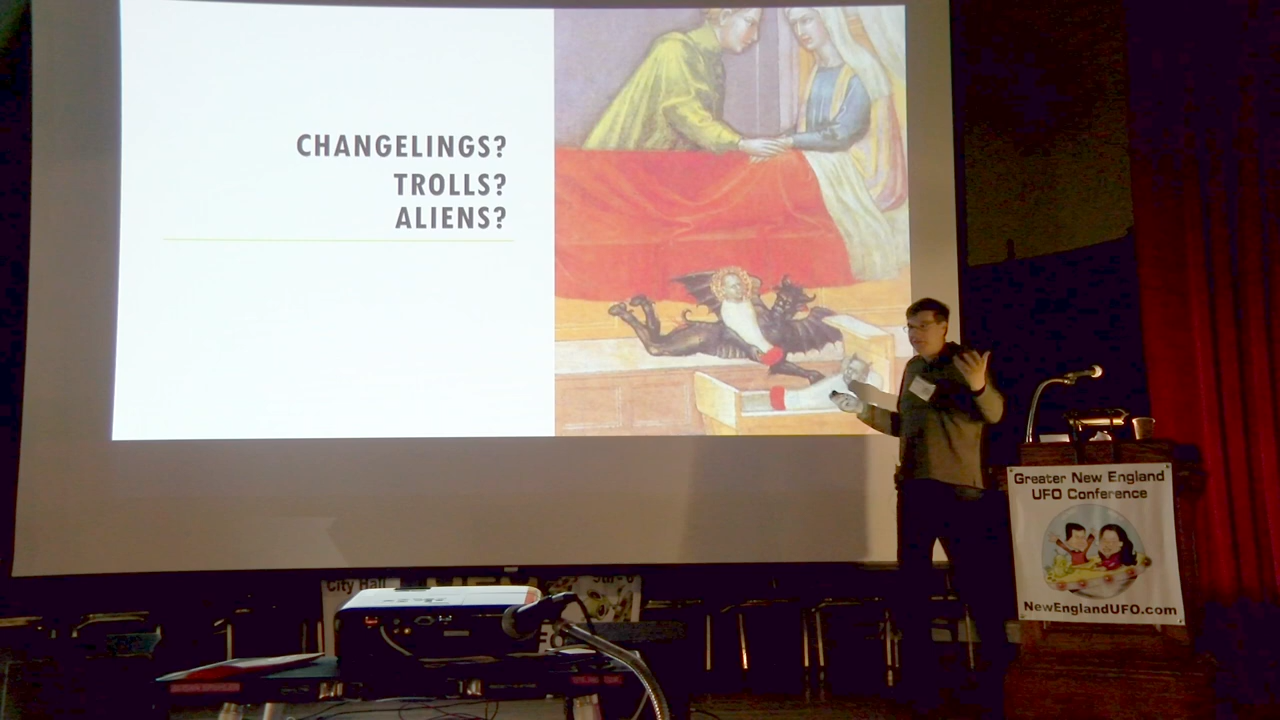 CHANGELINGS?
TROLLS?
ALIENS?
Greater New England
UFO Conference
NewEnglandUFO.com
City Hall